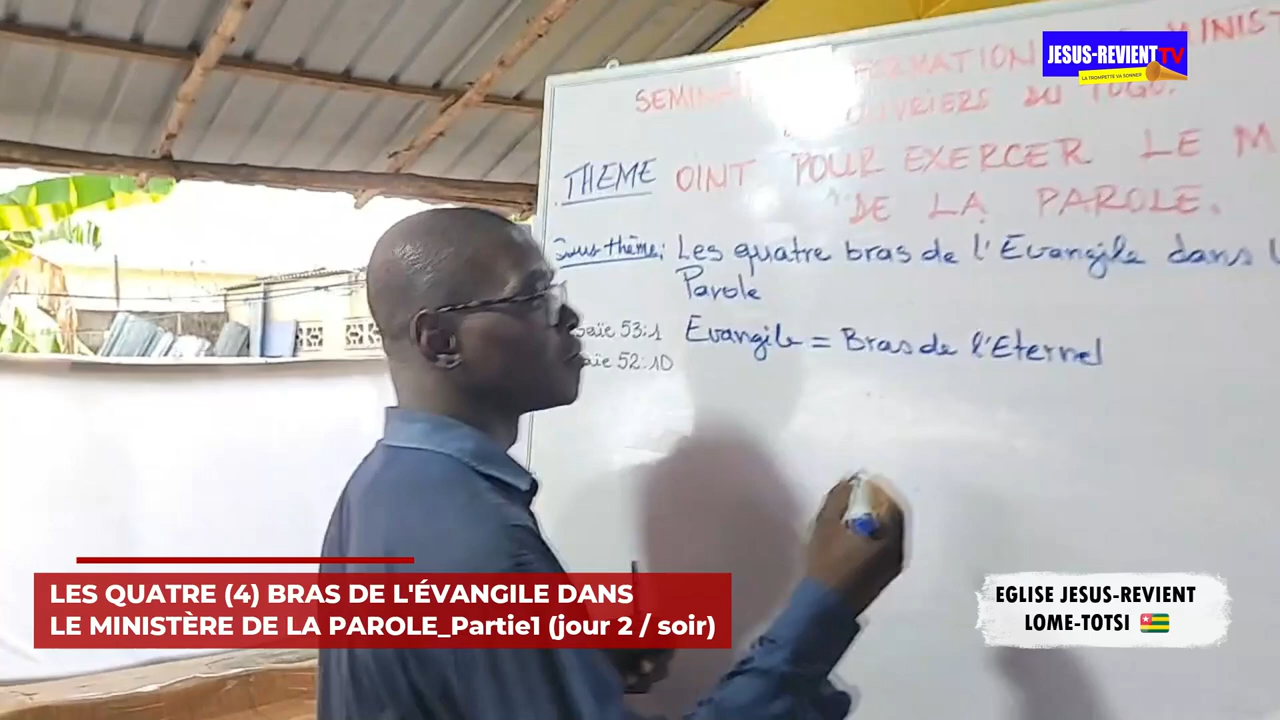 JESUS-REVIENT TV
LA TROMPETTE VA SONNER
FORMATION MINIST
OUVRIERS DU TOGO.
THEME OINT POUR EXERCER LE M
DE LA PAROLE.
Sous thème: Les quatre bras de l'Evangile dans l
Parole
saïe 53:1 Evangile = Bras de l'Eternel
aïe 52:10
LES QUATRE (4) BRAS DE L'ÉVANGILE DANS
LE MINISTÈRE DE LA PAROLE_Partie1 (jour 2 / soir)
EGLISE JESUS-REVIENT
LOME-TOTSI